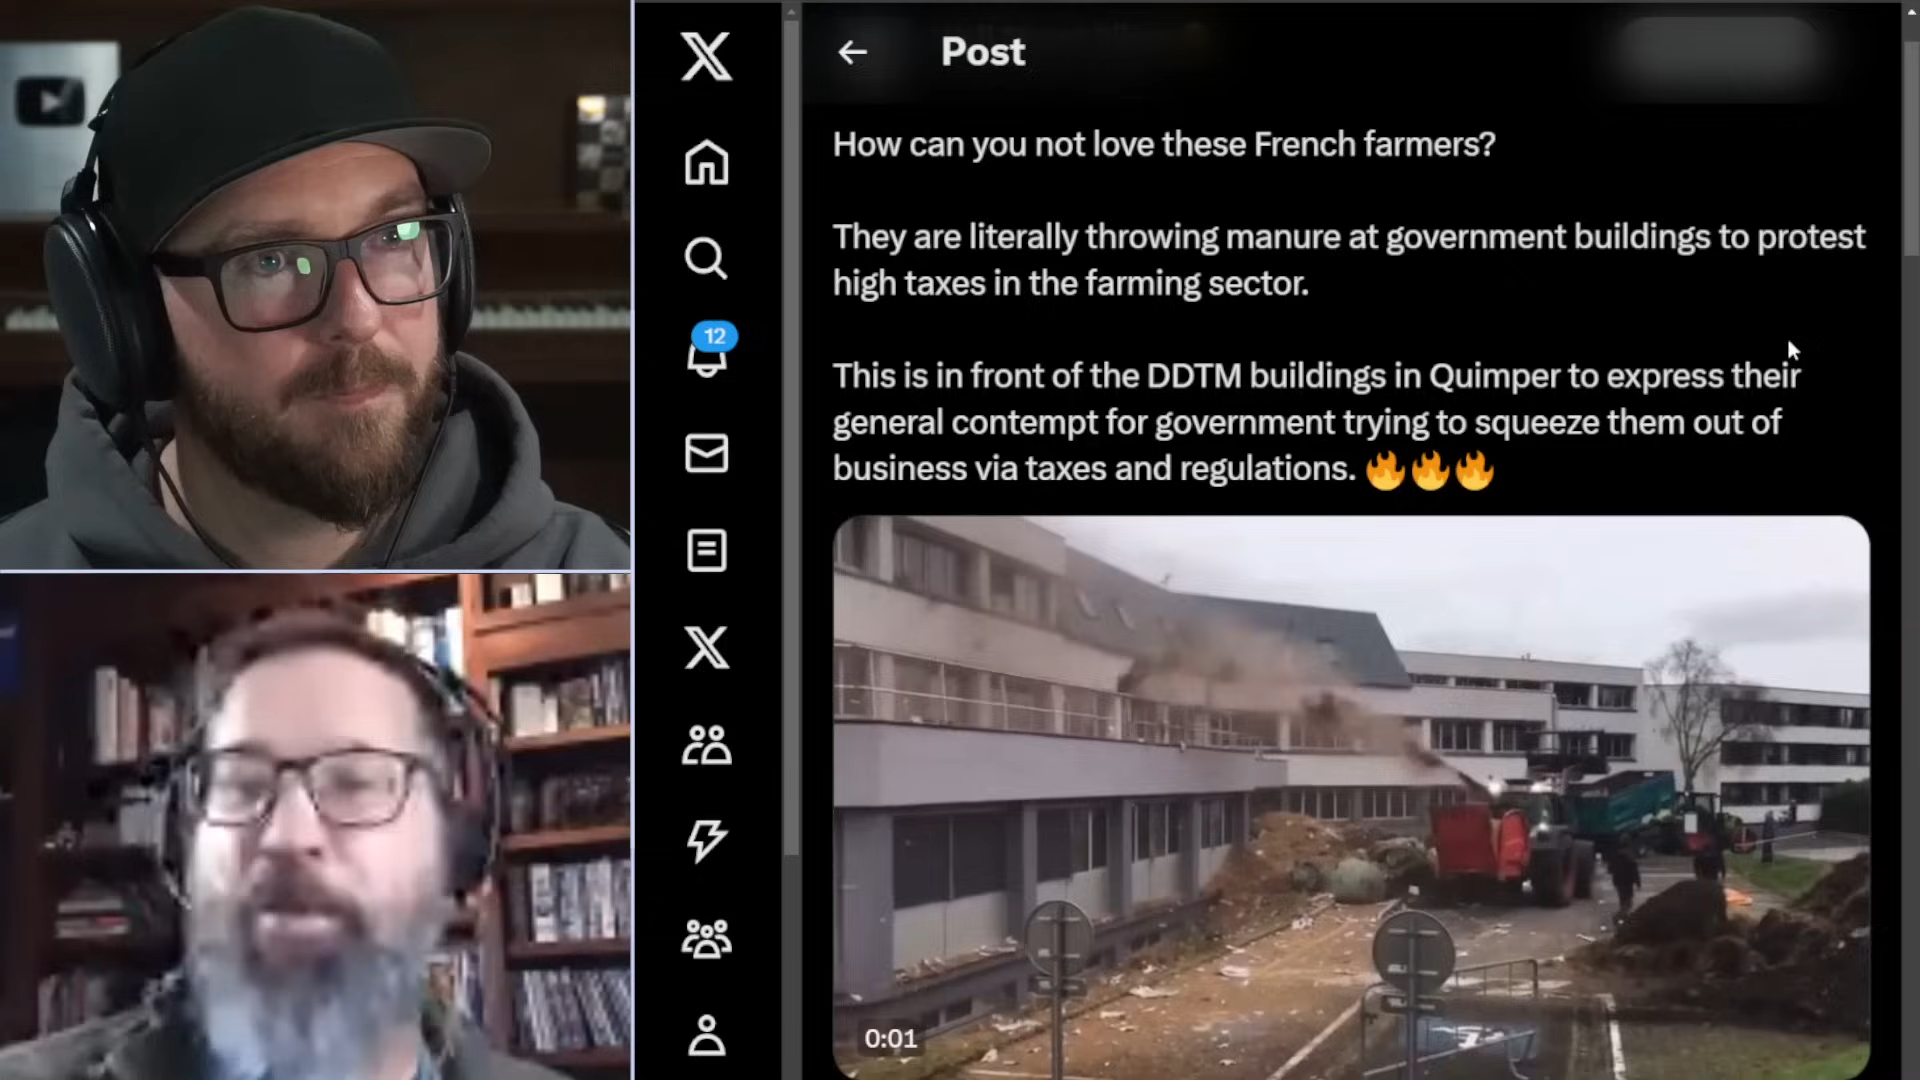 Post
How can you not love these French farmers?
They are literally throwing manure at government buildings to protest
high taxes in the farming sector.
This is in front of the DDTM buildings in Quimper to express their
general contempt for government trying to squeeze them out of
business via taxes and regulations. 🔥🔥🔥
12
0:01